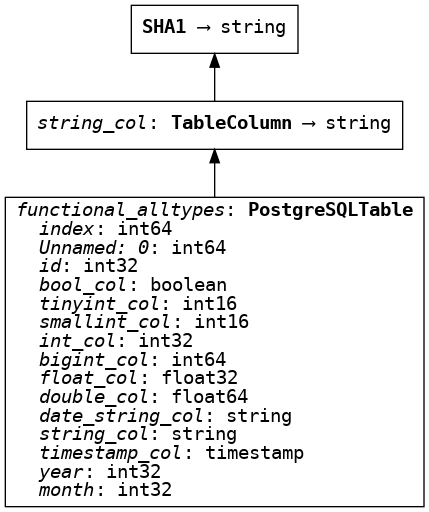 SHA1 → string
string_col: TableColumn → string
functional_alltypes: PostgreSQLTable
index: int64
Unnamed: 0: int64
id: int32
bool_col: boolean
tinyint_col: int16
smallint_col: int16
int_col: int32
bigint_col: int64
float_col: float32
double_col: float64
date_string_col: string
string_col: string
timestamp_col: timestamp
year: int32
month: int32